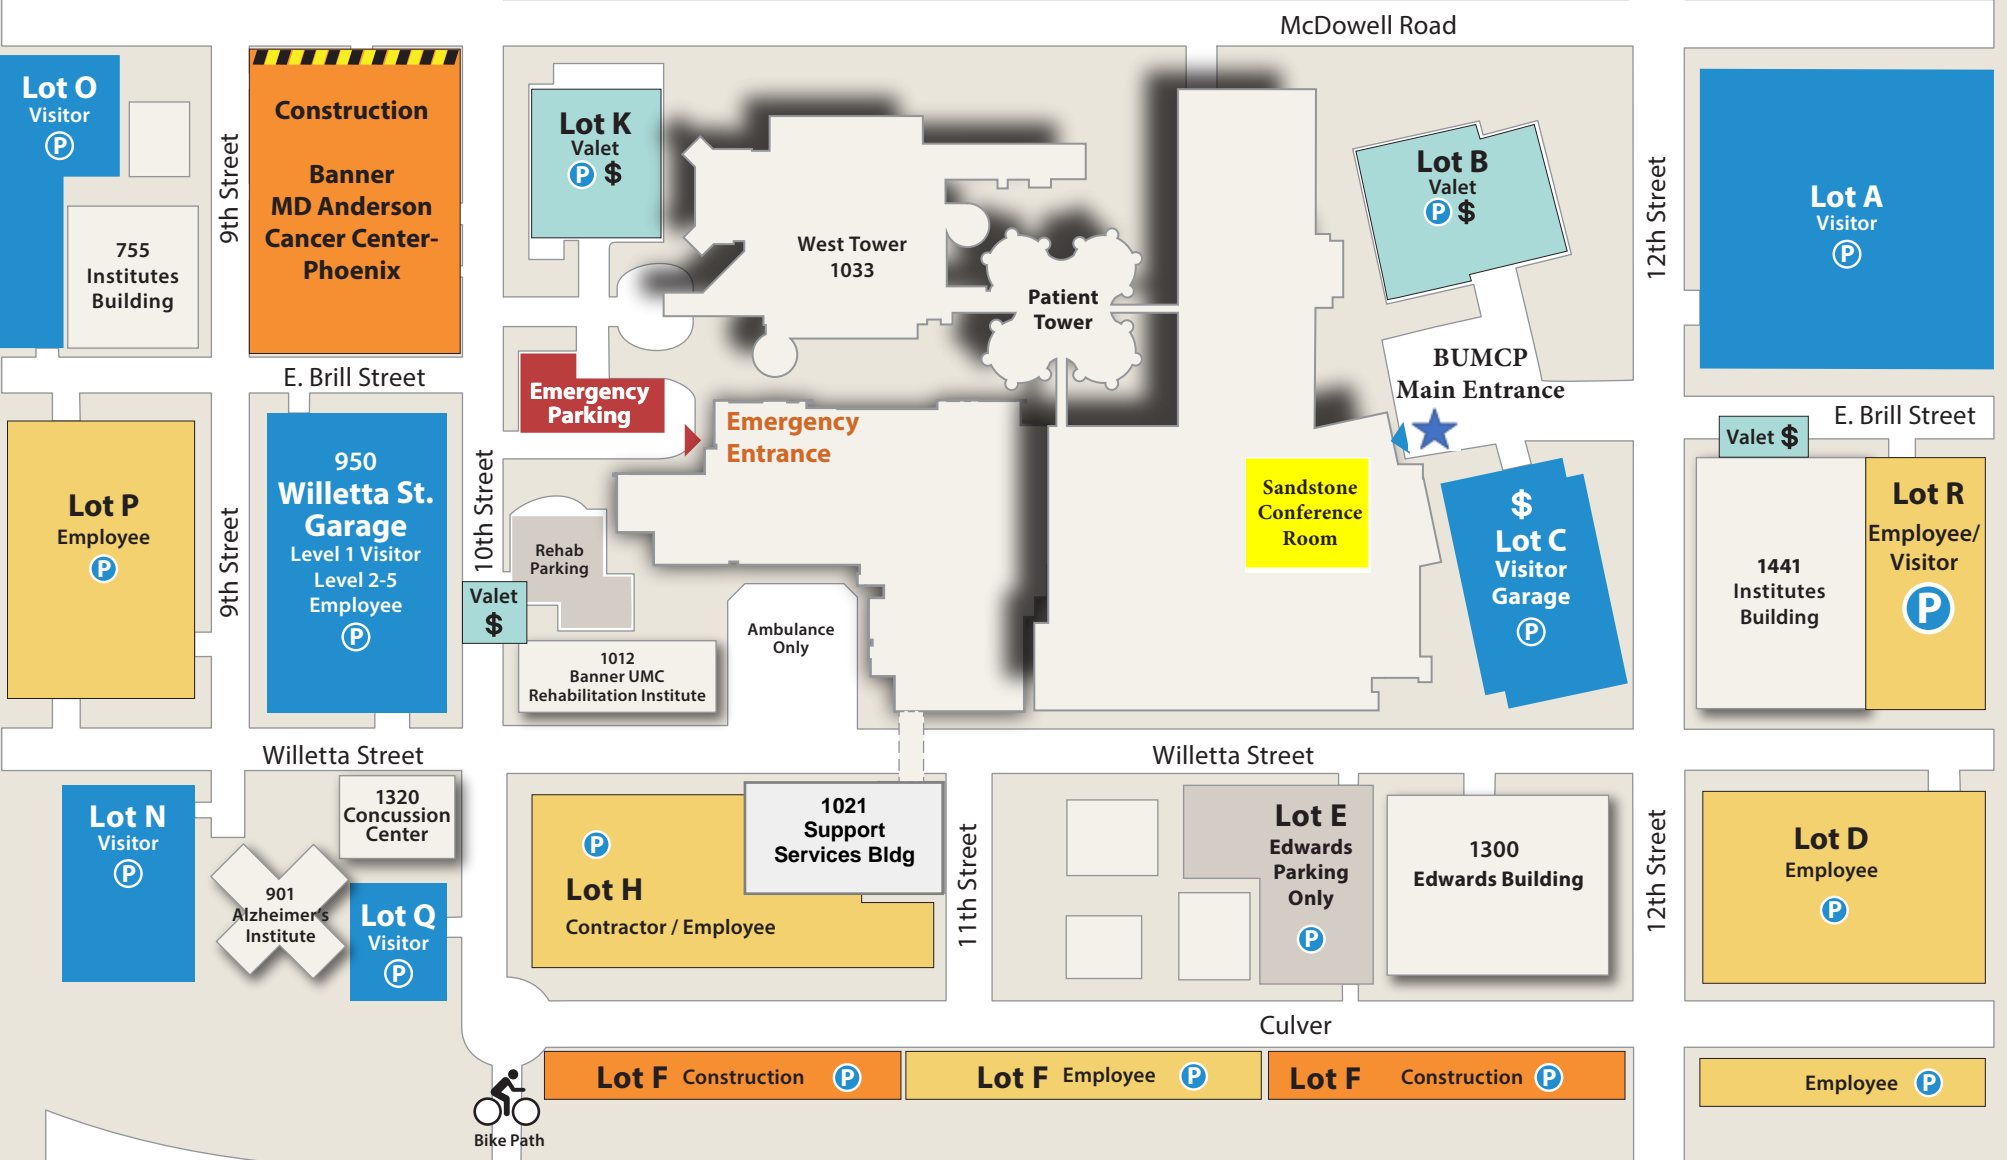 McDowell Road
Lot O
Visitor
P
755
Institutes
Building
9th Street
Construction
Banner
MD Anderson
Cancer Center-
Phoenix
Lot K
Valet
P $
West Tower
1033
Patient
Tower
Lot B
Valet
P $
12th Street
Lot A
Visitor
P
E. Brill Street
Emergency
Parking
Emergency
Entrance
BUMCP
Main Entrance
E. Brill Street
Valet $
Lot P
Employee
P
9th Street
950
Willetta St.
Garage
Level 1 Visitor
Level 2-5
Employee
P
10th Street
Rehab
Parking
Valet
$
1012
Banner UMC
Rehabilitation Institute
Ambulance
Only
Sandstone
Conference
Room
$
Lot C
Visitor
Garage
P
1441
Institutes
Building
Lot R
Employee/
Visitor
P
Willetta Street
Willetta Street
Lot N
Visitor
P
1320
Concussion
Center
901
Alzheimer's
Institute
Lot Q
Visitor
P
P
Lot H
Contractor / Employee
1021
Support
Services Bldg
11th Street
Lot E
Edwards
Parking
Only
P
1300
Edwards Building
12th Street
Lot D
Employee
P
Culver
Lot F Construction P
Lot F Employee P
Lot F Construction P
Employee P
Bike Path